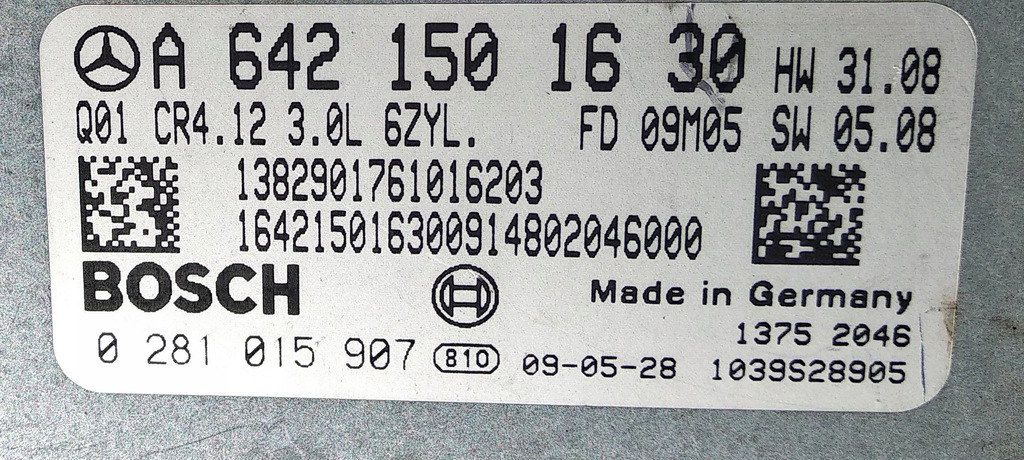 A 642 150 16 30 HW 31.08
Q01 CR4.12 3.0L 6ZYL. FD 09M05 SW 05.08
1382901761016203
164215016300914802046000
BOSCH Made in Germany
1375 2046
0 281 015 907 810 09-05-28 1039S28905